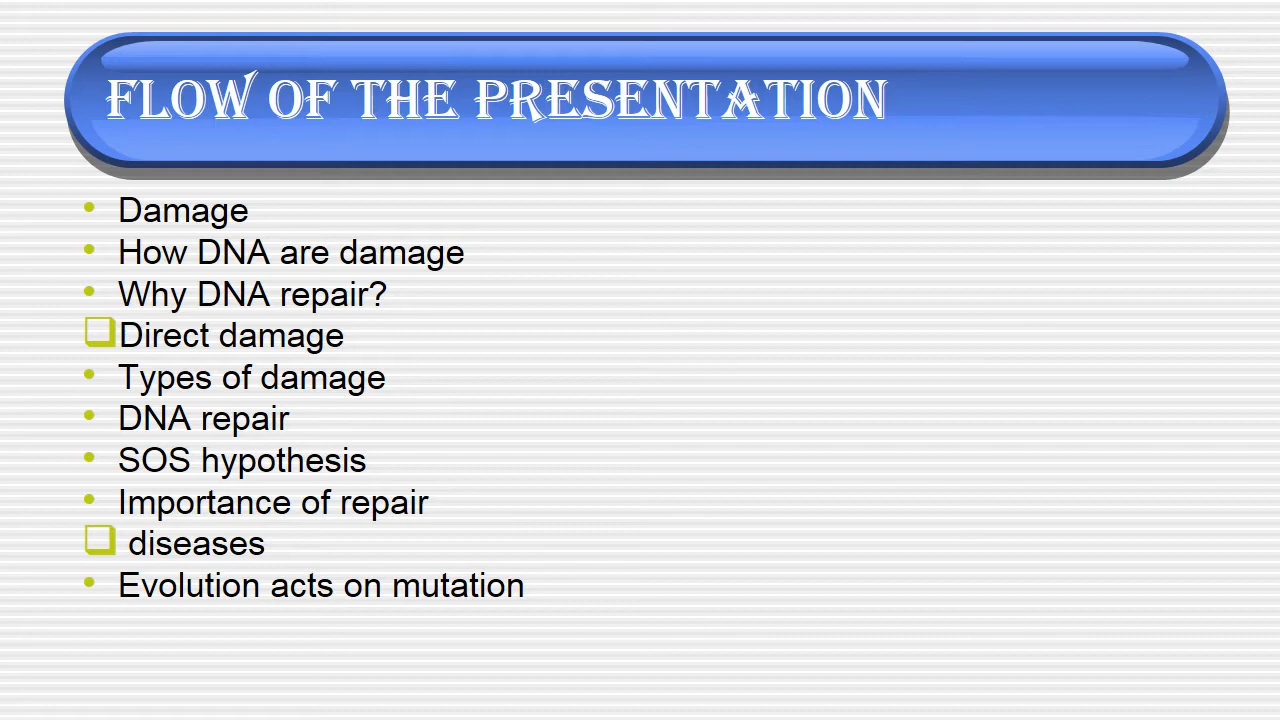 FLOW OF THE PRESENTATION
• Damage
• How DNA are damage
• Why DNA repair?
❑Direct damage
• Types of damage
• DNA repair
• SOS hypothesis
• Importance of repair
❑ diseases
• Evolution acts on mutation